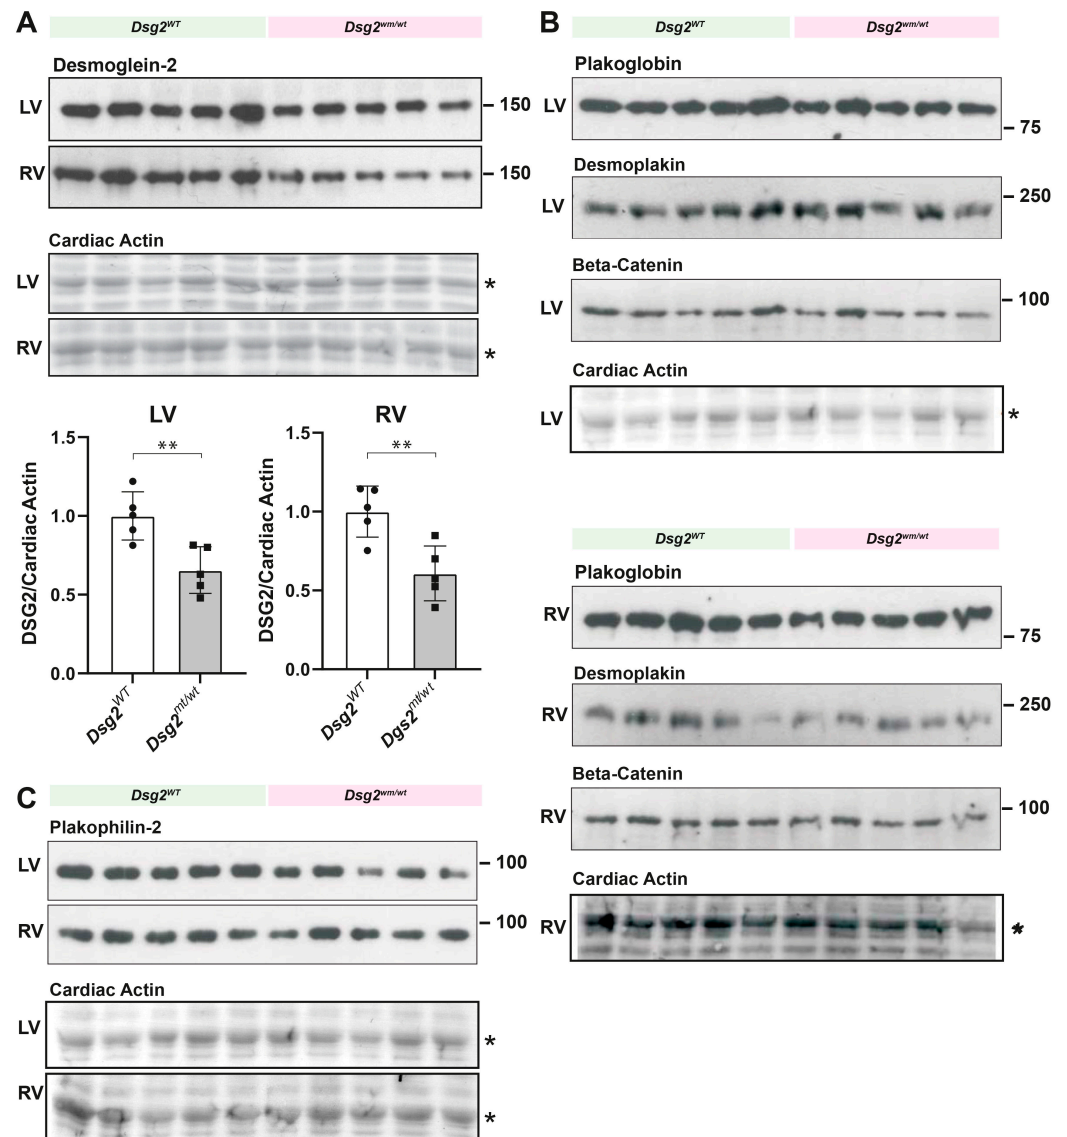 A
Dsg2WT Dsg2wm/wt
Desmoglein-2
LV 150
RV 150
Cardiac Actin
LV *
RV *
LV
1.5
1.0
0.5
0.0
DSG2/Cardiac Actin
**
Dsg2WT
Dsg2mt/wt
RV
1.5
1.0
0.5
0.0
DSG2/Cardiac Actin
**
Dsg2WT
Dgs2mt/wt
B
Dsg2WT Dsg2wm/wt
Plakoglobin
LV 75
Desmoplakin
LV 250
Beta-Catenin
LV 100
Cardiac Actin
LV *
Dsg2WT Dsg2wm/wt
Plakoglobin
RV 75
Desmoplakin
RV 250
Beta-Catenin
RV 100
Cardiac Actin
RV *
C
Dsg2WT Dsg2wm/wt
Plakophilin-2
LV 100
RV 100
Cardiac Actin
LV *
RV *